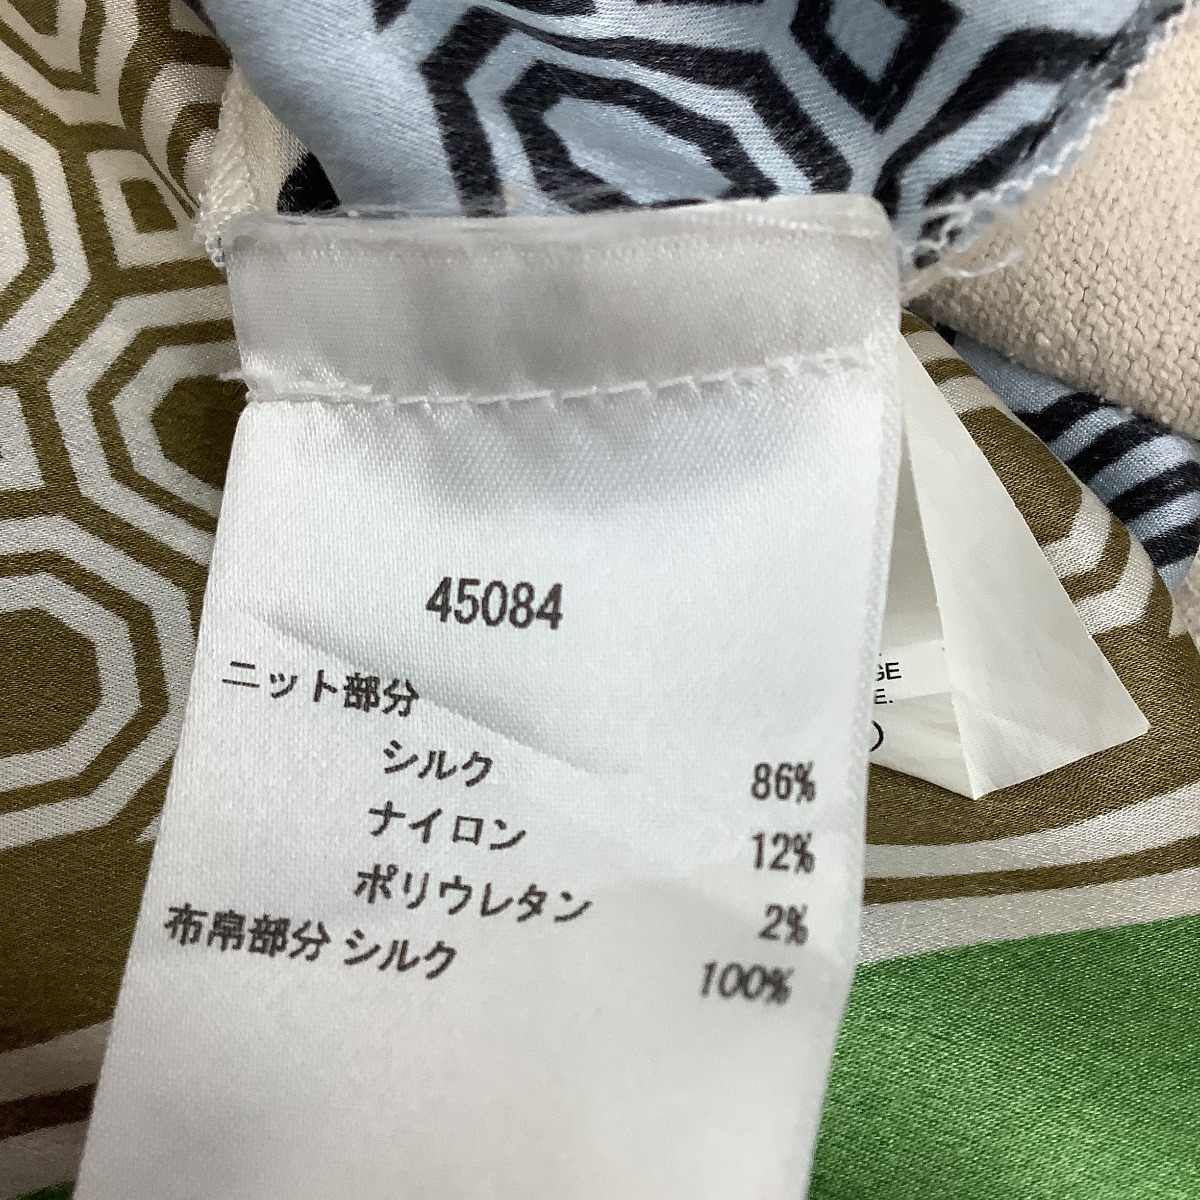 45084
ニット部分
シルク 86%
ナイロン 12%
ポリウレタン 2%
布帛部分 シルク 100%
GE
E.